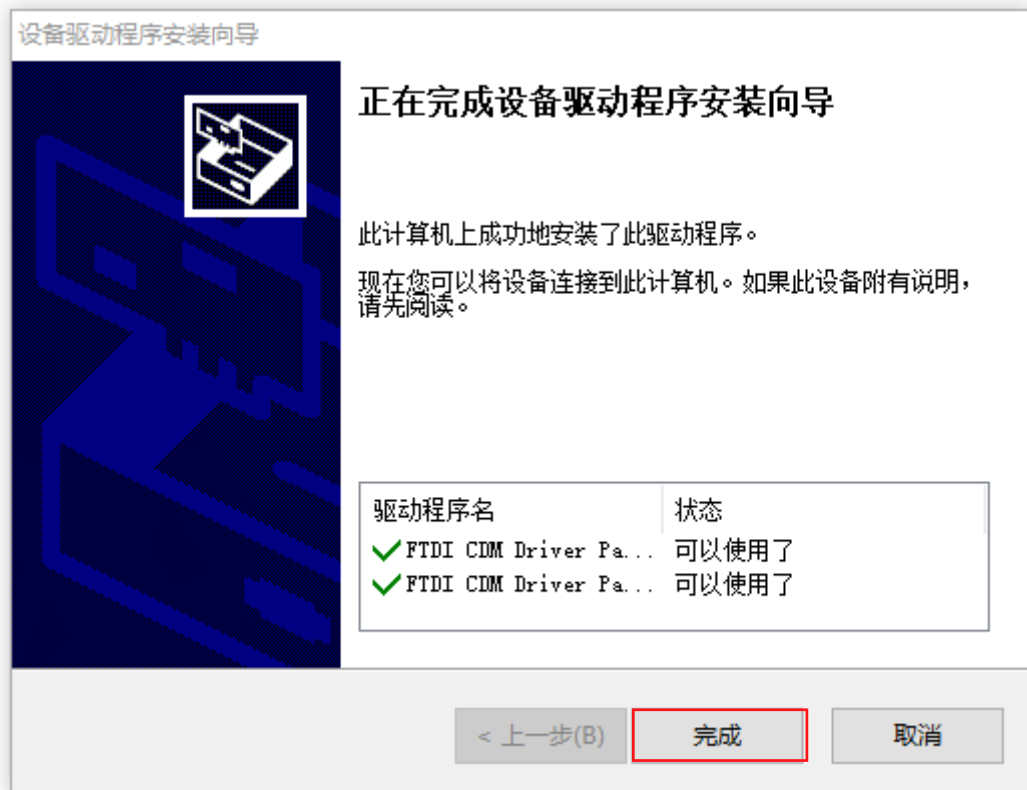 设备驱动程序安装向导
正在完成设备驱动程序安装向导
此计算机上成功地安装了此驱动程序。
现在您可以将设备连接到此计算机。如果此设备附有说明，
请先阅读。
驱动程序名 状态
FTDI CDM Driver Pa... 可以使用了
FTDI CDM Driver Pa... 可以使用了
< 上一步(B) 完成 取消